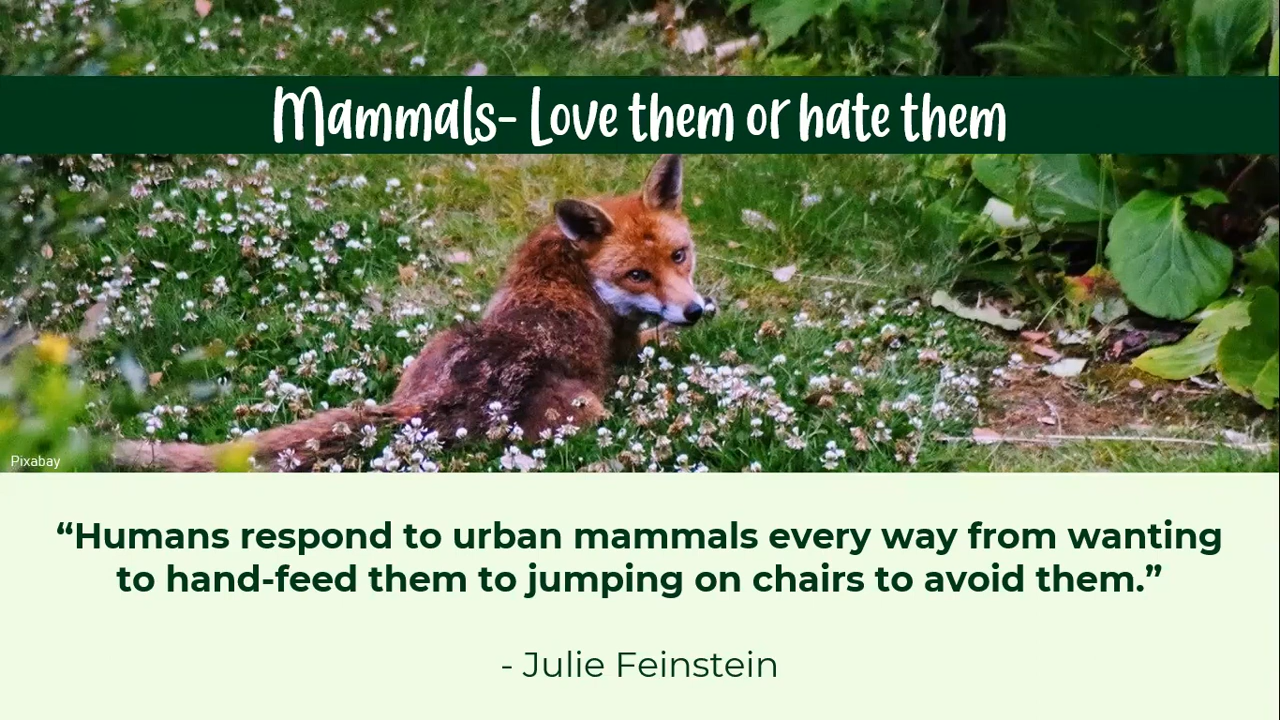 Mammals- Love them or hate them
Pixabay
“Humans respond to urban mammals every way from wanting
to hand-feed them to jumping on chairs to avoid them.”
- Julie Feinstein